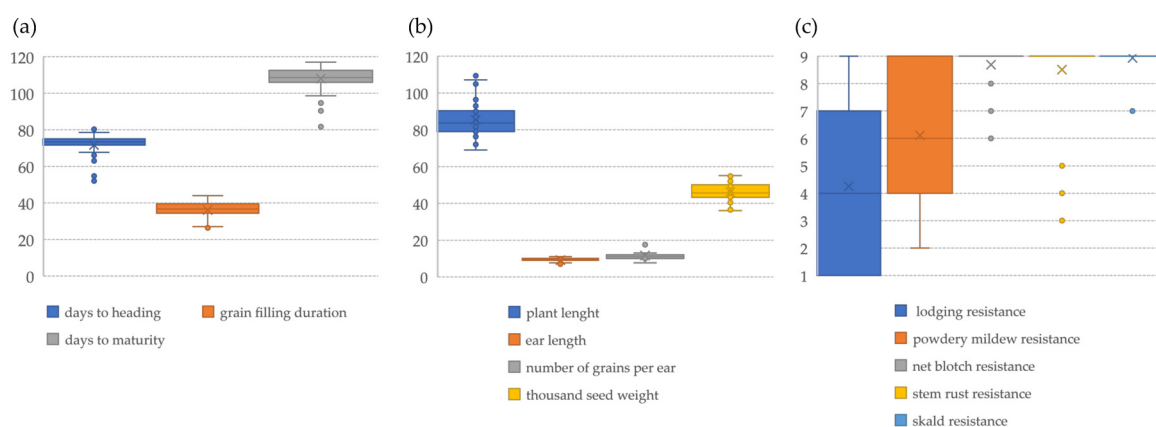 (a)
120
100
80
60
40
20
0
days to heading
grain filling duration
days to maturity
(b)
120
100
80
60
40
20
0
plant lenght
ear length
number of grains per ear
thousand seed weight
(c)
9
8
7
6
5
4
3
2
1
lodging resistance
powdery mildew resistance
net blotch resistance
stem rust resistance
skald resistance